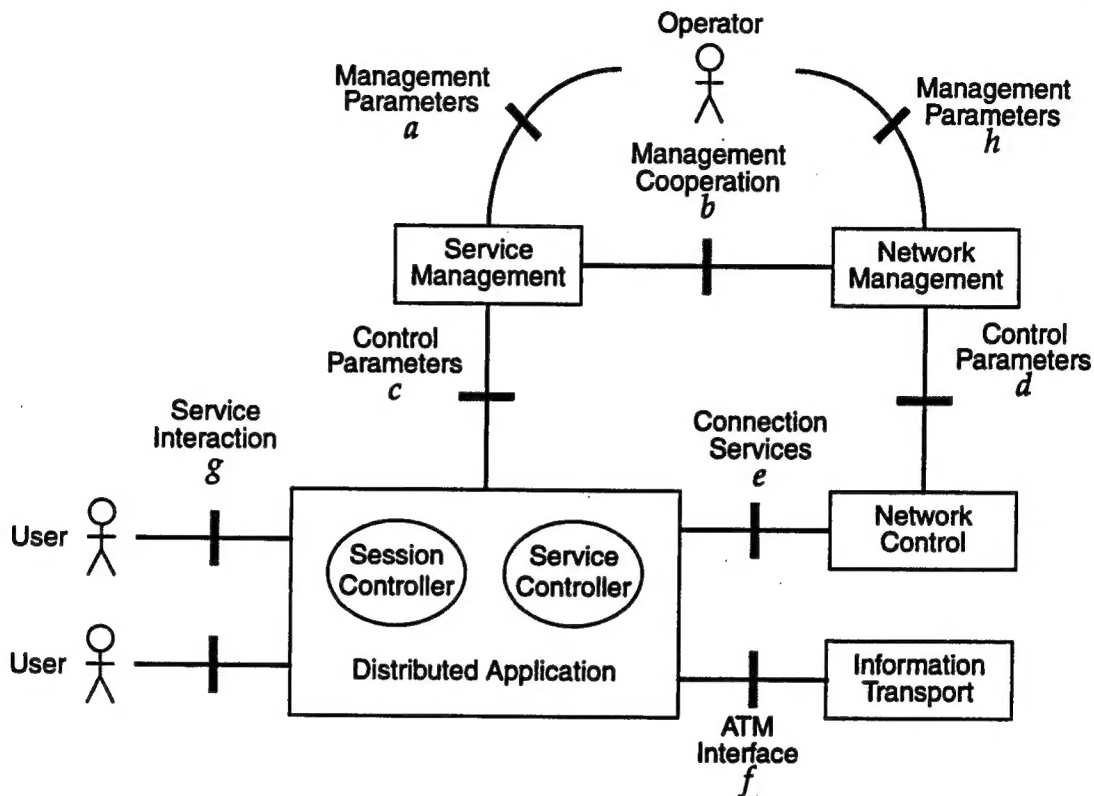 Operator
Management
Parameters
a
Management
Parameters
h
Management
Cooperation
b
Service
Management
Network
Management
Control
Parameters
c
Control
Parameters
d
Service
Interaction
g
Connection
Services
e
User
Session
Controller
Service
Controller
Network
Control
User
Distributed Application
Information
Transport
ATM
Interface
f